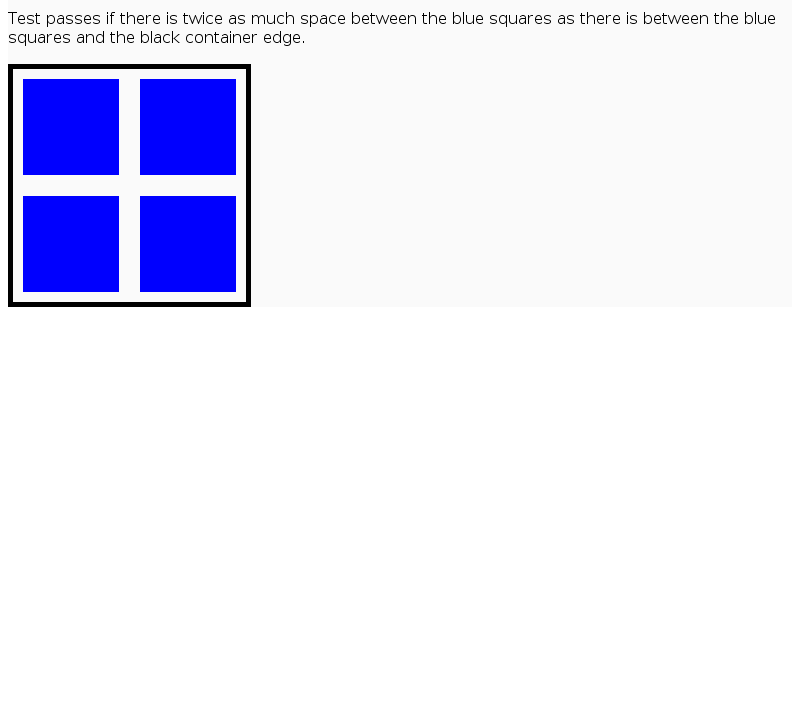 Test passes if there is twice as much space between the blue squares as there is between the blue
squares and the black container edge.